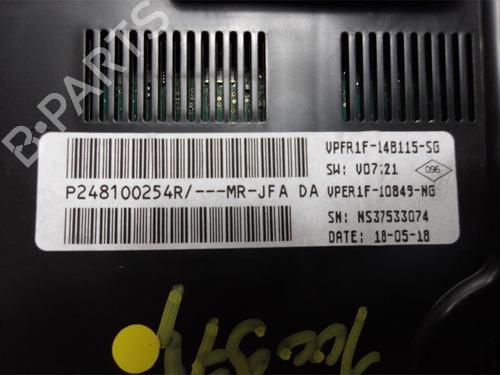 B-PARTS
VPFR1F-14B115-SG
SW: V07.21
096
P248100254R/---MR-JFA DA
VPER1F-10849-NG
SN: NS37533074
DATE: 18-05-18